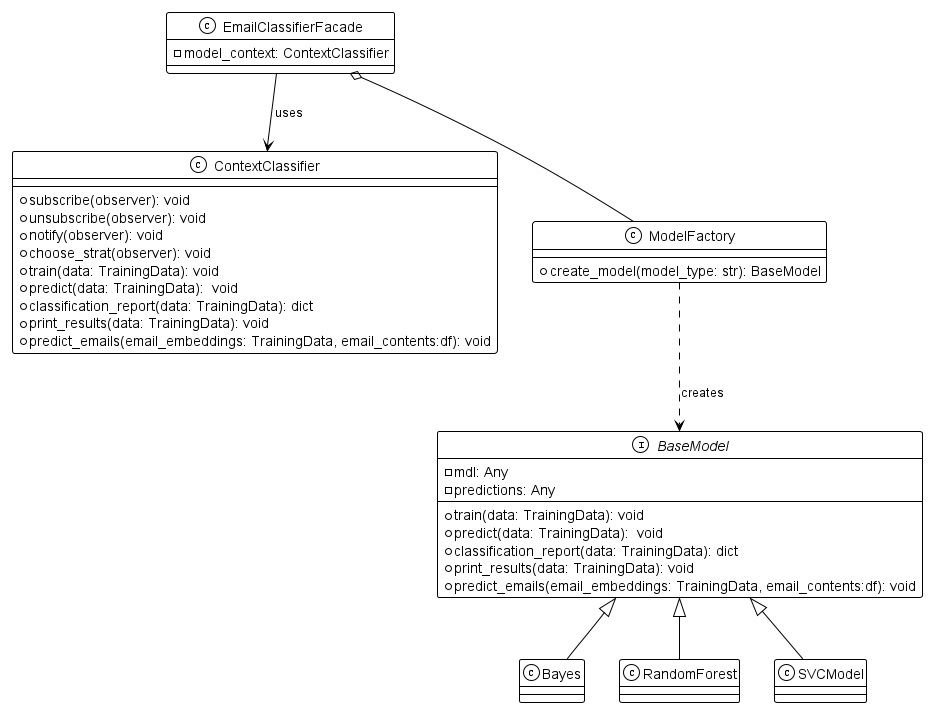 C EmailClassifierFacade
model_context: ContextClassifier
uses
C ContextClassifier
subscribe(observer): void
unsubscribe(observer): void
notify(observer): void
choose_strat(observer): void
train(data: TrainingData): void
predict(data: TrainingData): void
classification_report(data: TrainingData): dict
print_results(data: TrainingData): void
predict_emails(email_embeddings: TrainingData, email_contents:df): void
C ModelFactory
create_model(model_type: str): BaseModel
creates
I BaseModel
mdl: Any
predictions: Any
train(data: TrainingData): void
predict(data: TrainingData): void
classification_report(data: TrainingData): dict
print_results(data: TrainingData): void
predict_emails(email_embeddings: TrainingData, email_contents:df): void
C Bayes
C RandomForest
C SVCModel